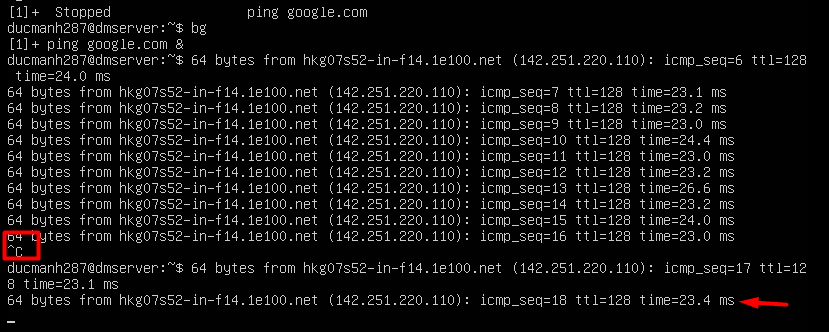 [1]+  Stopped                 ping google.com
ducmanh287@dmserver:~$ bg
[1]+ ping google.com &
ducmanh287@dmserver:~$ 64 bytes from hkg07s52-in-f14.1e100.net (142.251.220.110): icmp_seq=6 ttl=128
 time=24.0 ms
64 bytes from hkg07s52-in-f14.1e100.net (142.251.220.110): icmp_seq=7 ttl=128 time=23.1 ms
64 bytes from hkg07s52-in-f14.1e100.net (142.251.220.110): icmp_seq=8 ttl=128 time=23.2 ms
64 bytes from hkg07s52-in-f14.1e100.net (142.251.220.110): icmp_seq=9 ttl=128 time=23.0 ms
64 bytes from hkg07s52-in-f14.1e100.net (142.251.220.110): icmp_seq=10 ttl=128 time=24.4 ms
64 bytes from hkg07s52-in-f14.1e100.net (142.251.220.110): icmp_seq=11 ttl=128 time=23.0 ms
64 bytes from hkg07s52-in-f14.1e100.net (142.251.220.110): icmp_seq=12 ttl=128 time=23.2 ms
64 bytes from hkg07s52-in-f14.1e100.net (142.251.220.110): icmp_seq=13 ttl=128 time=26.6 ms
64 bytes from hkg07s52-in-f14.1e100.net (142.251.220.110): icmp_seq=14 ttl=128 time=23.2 ms
64 bytes from hkg07s52-in-f14.1e100.net (142.251.220.110): icmp_seq=15 ttl=128 time=24.0 ms
64 bytes from hkg07s52-in-f14.1e100.net (142.251.220.110): icmp_seq=16 ttl=128 time=23.0 ms
^C
ducmanh287@dmserver:~$ 64 bytes from hkg07s52-in-f14.1e100.net (142.251.220.110): icmp_seq=17 ttl=12
8 time=23.1 ms
64 bytes from hkg07s52-in-f14.1e100.net (142.251.220.110): icmp_seq=18 ttl=128 time=23.4 ms